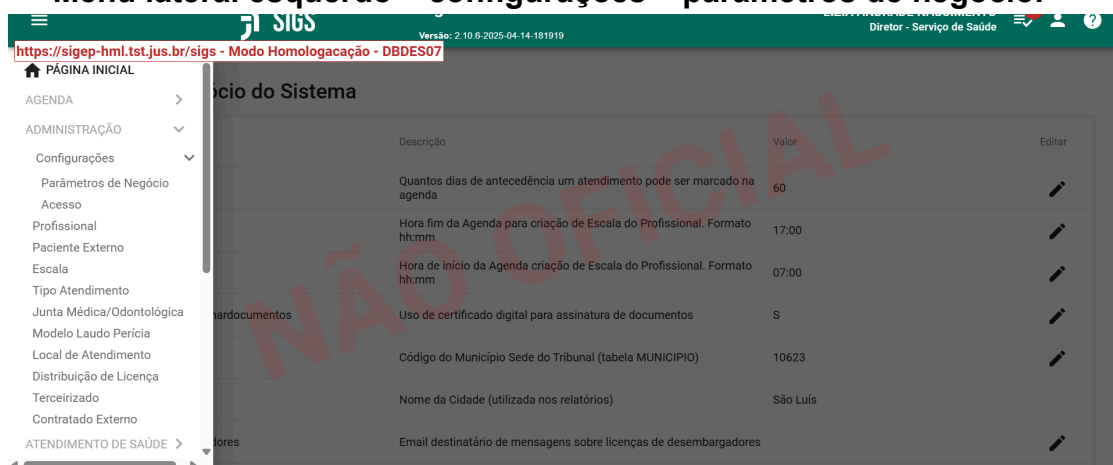 Menu lateral esquerdo – configurações – parâmetros de negócio.
SIGS
Versão: 2.10.6-2025-04-14-181919
Diretor - Serviço de Saúde
https://sigep-hml.tst.jus.br/sigs - Modo Homologacação - DBDES07
PÁGINA INICIAL
AGENDA
ADMINISTRAÇÃO
Configurações
Parâmetros de Negócio
Acesso
Profissional
Paciente Externo
Escala
Tipo Atendimento
Junta Médica/Odontológica
Modelo Laudo Perícia
Local de Atendimento
Distribuição de Licença
Terceirizado
Contratado Externo
ATENDIMENTO DE SAÚDE
ócio do Sistema
Descrição Valor Editar
Quantos dias de antecedência um atendimento pode ser marcado na
agenda
60
Hora fim da Agenda para criação de Escala do Profissional. Formato
hh:mm
17:00
Hora de início da Agenda criação de Escala do Profissional. Formato
hh:mm
07:00
nardocumentos Uso de certificado digital para assinatura de documentos S
Código do Município Sede do Tribunal (tabela MUNICIPIO) 10623
Nome da Cidade (utilizada nos relatórios) São Luís
dores Email destinatário de mensagens sobre licenças de desembargadores
NÃO OFICIAL